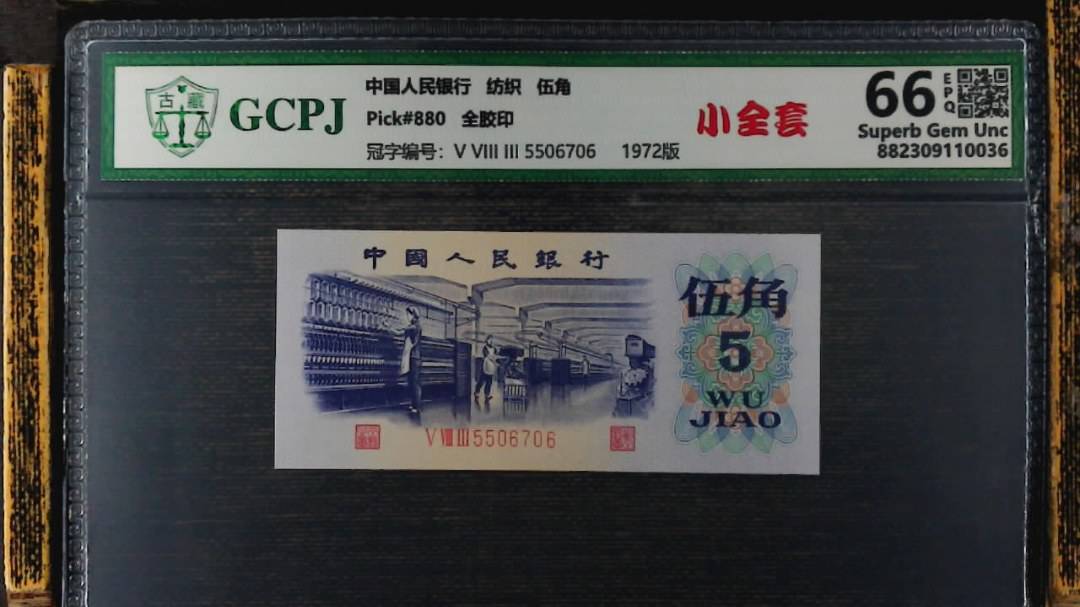 古藏
GCPJ
中国人民银行 纺织 伍角
Pick#880 全胶印
冠字编号: V VIII III 5506706 1972版
小全套
66 EPQ
Superb Gem Unc
882309110036
中國人民銀行
伍角
5
WU
JIAO
V VIII III 5506706